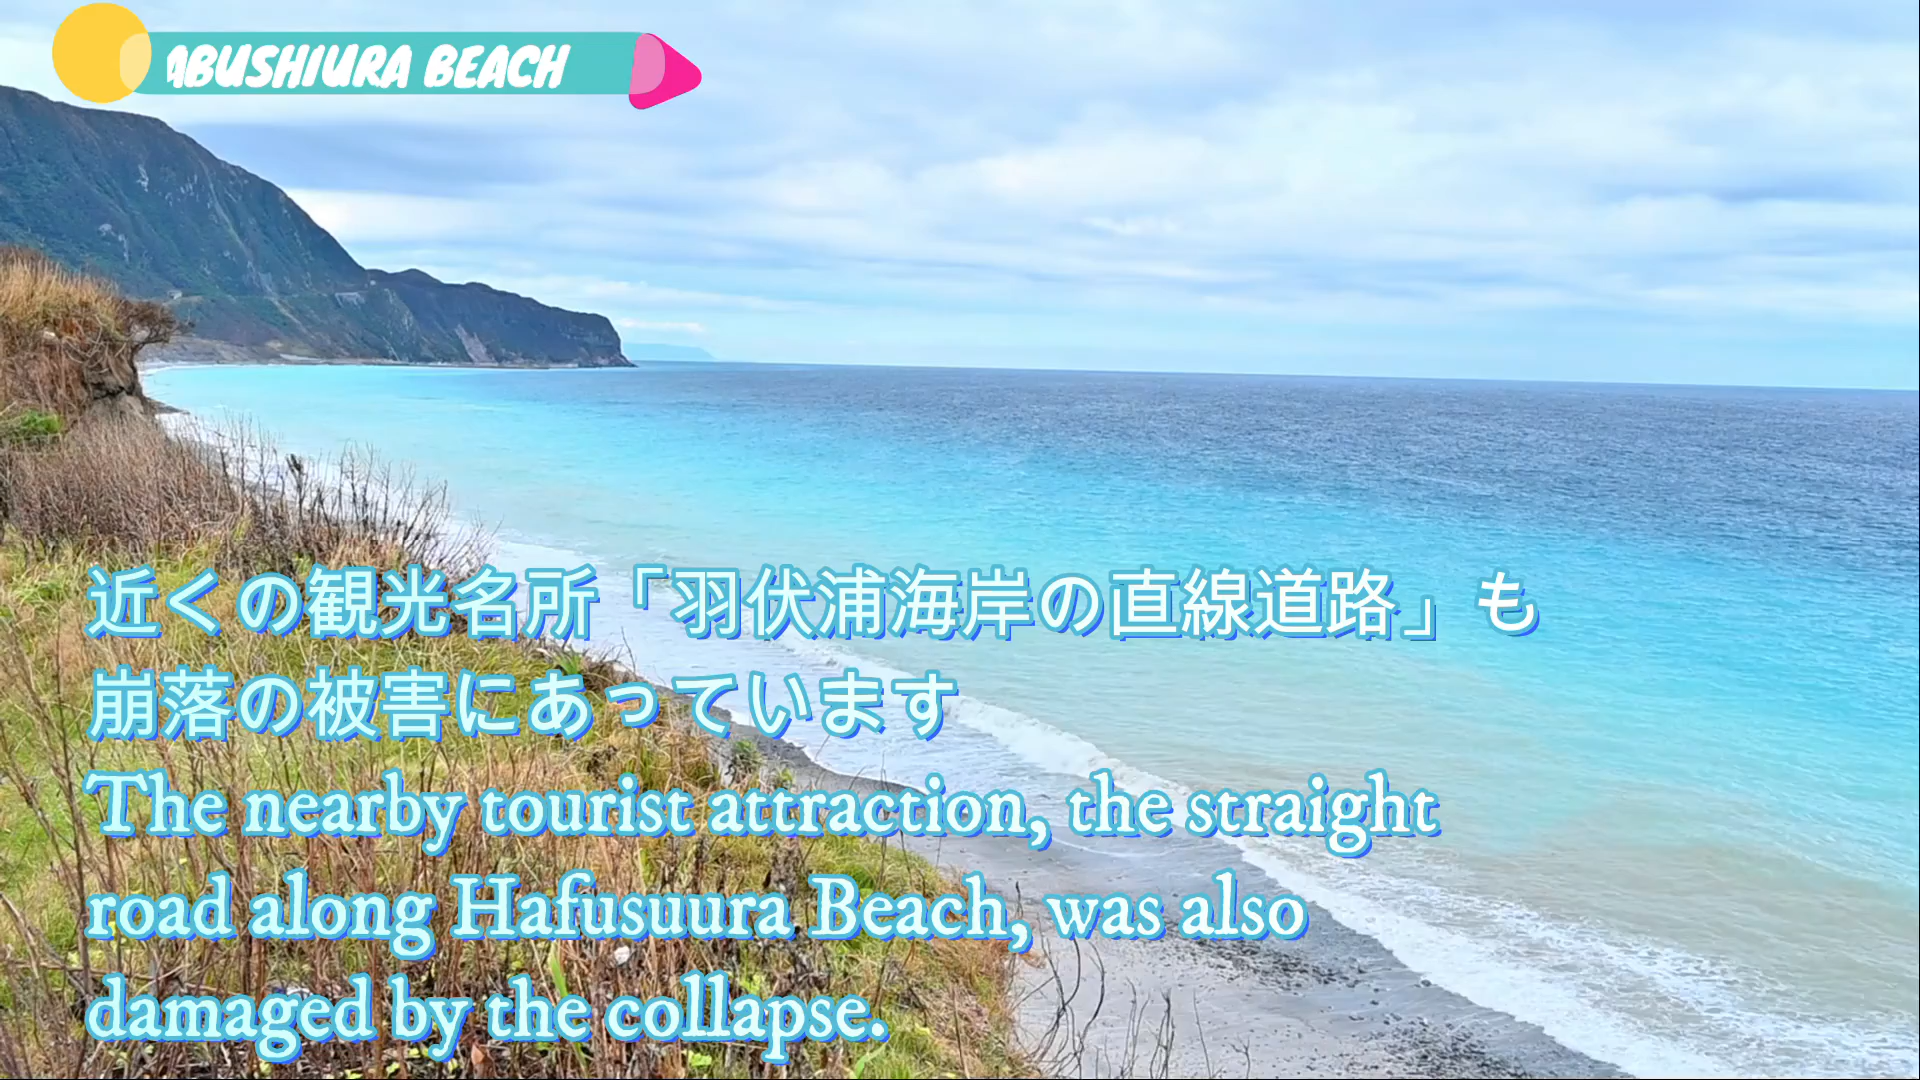 ABUSHIURA BEACH
近くの観光名所「羽伏浦海岸の直線道路」も
崩落の被害にあっています
The nearby tourist attraction, the straight
road along Hafusuura Beach, was also
damaged by the collapse.